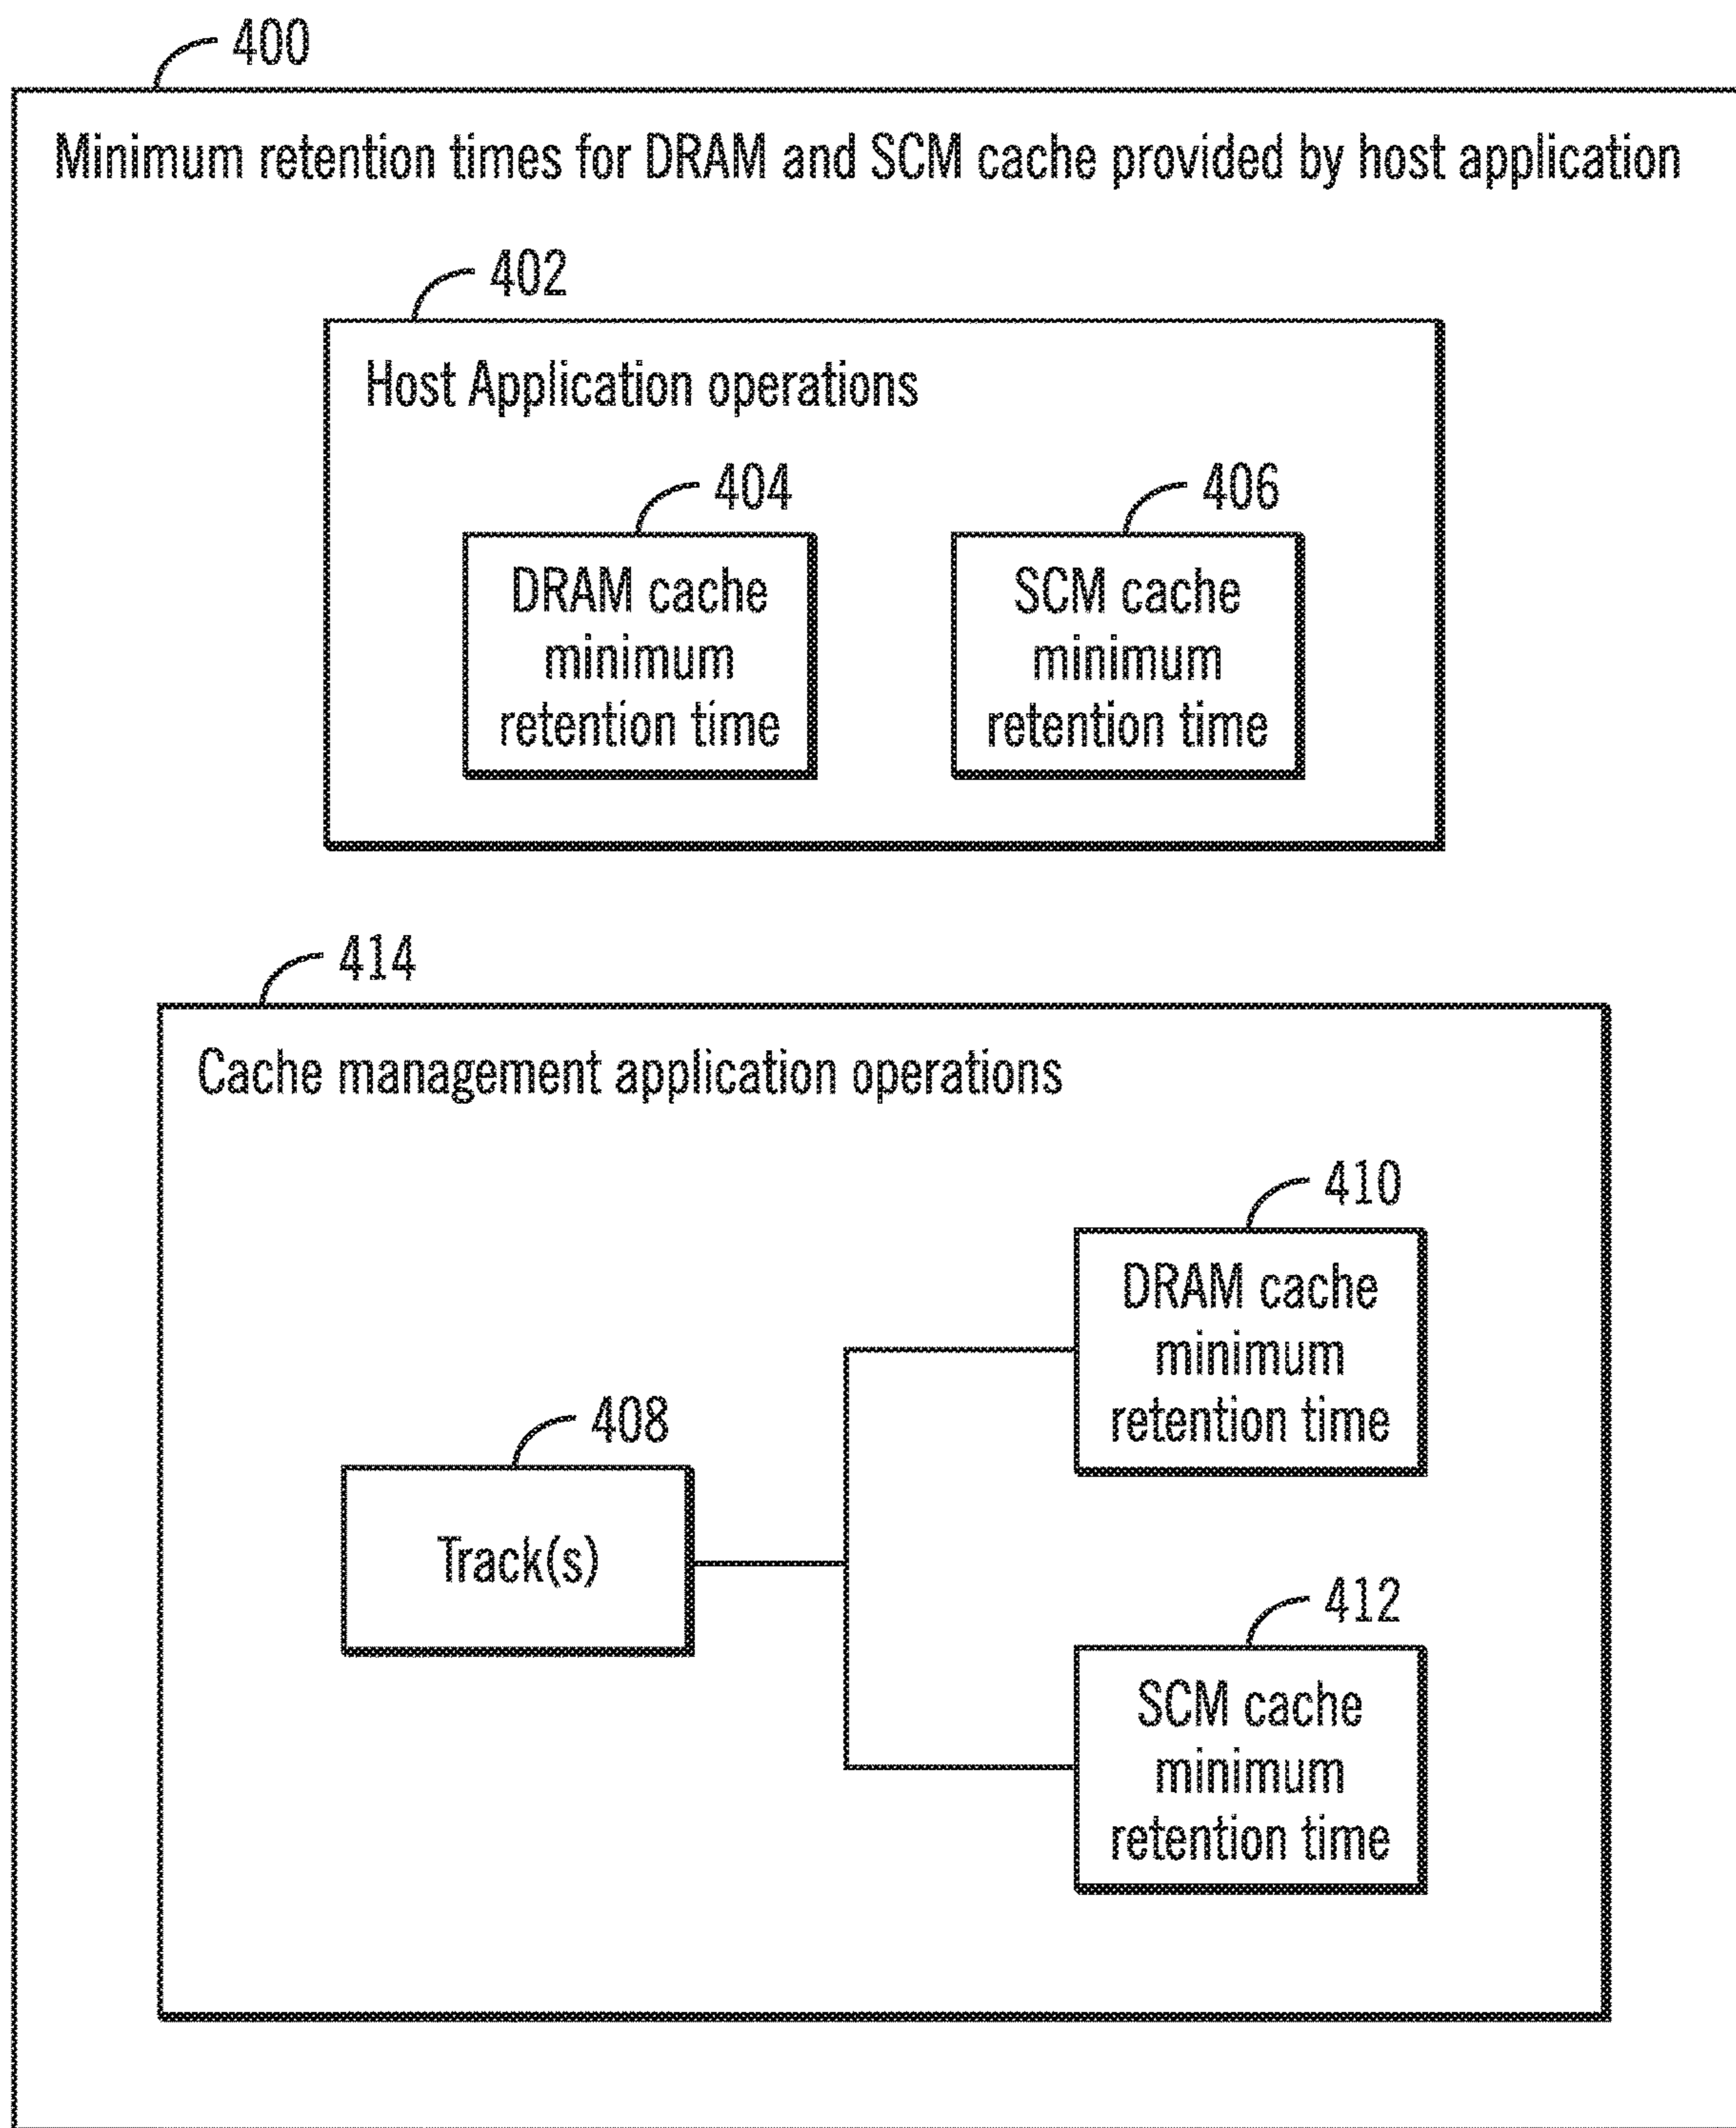 400
Minimum retention times for DRAM and SCM cache provided by host application
402
Host Application operations
404
406
DRAM cache
minimum
retention time
SCM cache
minimum
retention time
414
Cache management application operations
410
DRAM cache
minimum
retention time
408
Track(s)
412
SCM cache
minimum
retention time